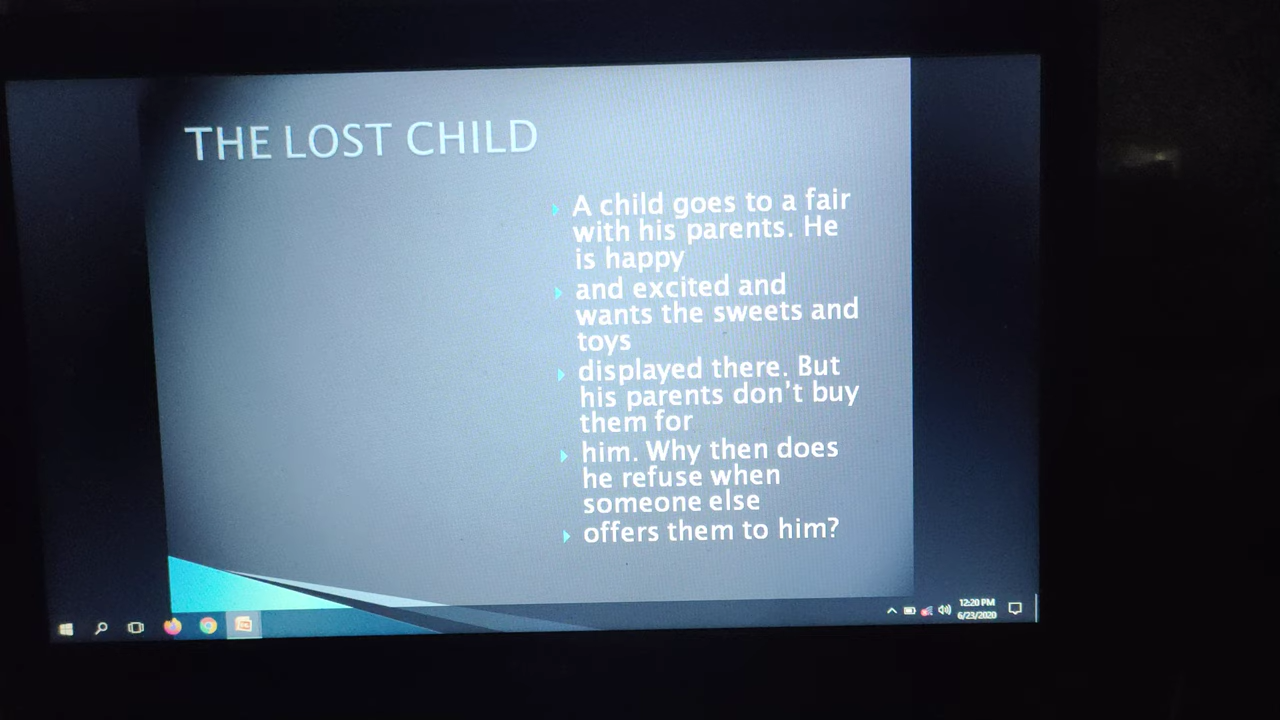 THE LOST CHILD
A child goes to a fair
with his parents. He
is happy
and excited and
wants the sweets and
toys
displayed there. But
his parents don't buy
them for
him. Why then does
he refuse when
someone else
offers them to him?
12:20 PM
6/23/2020